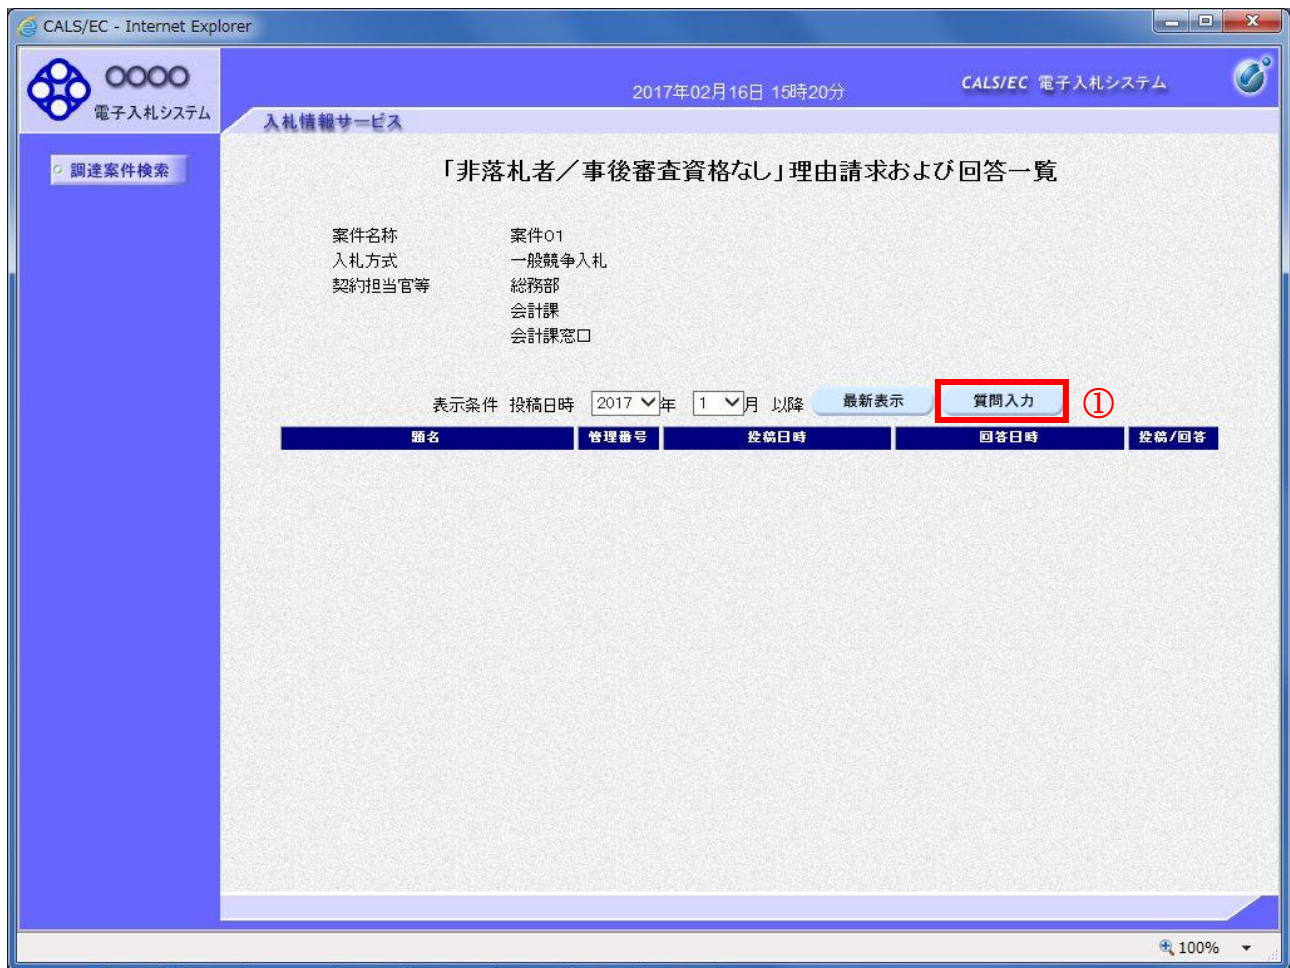 CALS/EC - Internet Explorer
OOOO
電子入札システム
2017年02月16日 15時20分
CALS/EC 電子入札システム
入札情報サービス
調達案件検索
「非落札者／事後審査資格なし」理由請求および回答一覧
案件名称 案件01
入札方式 一般競争入札
契約担当官等 総務部
会計課
会計課窓口
表示条件 投稿日時 2017 年 1 月 以降 最新表示 質問入力 ①
題名 管理番号 投稿日時 回答日時 投稿/回答
100%